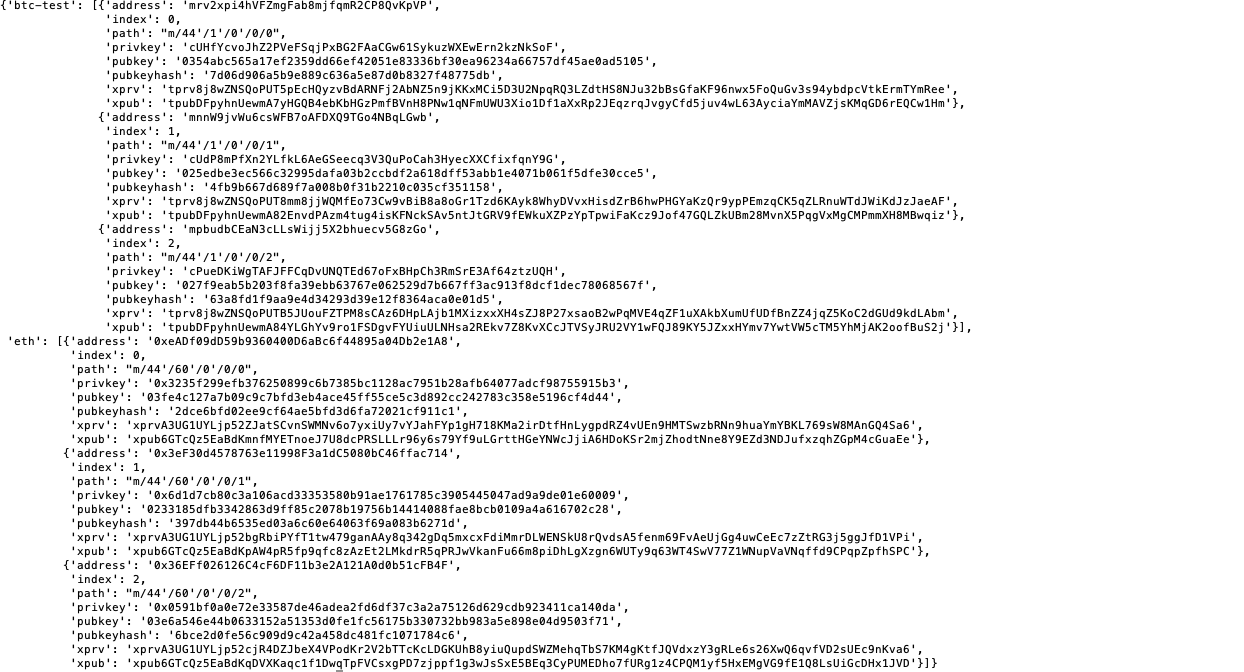 {'btc-test': [{'address': 'mrv2xpi4hVFZmgFab8mjfqmR2CP8QvKpVP',
'index': 0,
'path': "m/44'/1'/0'/0/0",
'privkey': 'cUHfYcvoJhZ2PVeFSqjPxBG2FAaCGw61SykuzWXEwErn2kzNkSoF',
'pubkey': '0354abc565a17ef2359dd66ef42051e83336bf30ea96234a66757df45ae0ad5105',
'pubkeyhash': '7d06d906a5b9e889c636a5e87d0b8327f48775db',
'xprv': 'tprv8j8wZNSQoPUT5pEcHQyzvBdARNFj2AbNZ5n9jKKxMCi5D3U2NpqRQ3LZdtHS8NJu32bBsGfaKF96nwx5FoQuGv3s94ybdpcVtkErmTYmRee',
'xpub': 'tpubDFpyhnUewmA7yHGQB4ebKbHGzPmfBVnH8PNw1qNFmUWU3Xio1Df1aXxRp2JEqzrqJvgyCfd5juv4wL63AyciaYmMAVZjsKMqGD6rEQCw1Hm'},
{'address': 'mnnW9jvWu6csWFB7oAFDXQ9TGo4NBqLGwb',
'index': 1,
'path': "m/44'/1'/0'/0/1",
'privkey': 'cUdP8mPfXn2YLfkL6AeGSeecq3V3QuPoCah3HyecXXCfixfqnY9G',
'pubkey': '025edbe3ec566c32995dafa03b2ccbdf2a618dff53abb1e4071b061f5dfe30cce5',
'pubkeyhash': '4fb9b667d689f7a008b0f31b2210c035cf351158',
'xprv': 'tprv8j8wZNSQoPUT8mm8jjWQMfEo73Cw9vBiB8a8oGr1Tzd6KAyk8WhyDVvxHisdZrB6hwPHGYaKzQr9ypPEmzqCK5qZLRnuWTdJWiKdJzJaeAF',
'xpub': 'tpubDFpyhnUewmA82EnvdPAzm4tug4isKFNckSAv5ntJtGRV9fEWkuXZPzYpTpwiFaKcz9Jof47GQLZkUBm28MvnX5PqgVxMgCMPmmXH8MBwqiz'},
{'address': 'mpbudbCEaN3cLLsWijj5X2bhuecv5G8zGo',
'index': 2,
'path': "m/44'/1'/0'/0/2",
'privkey': 'cPueDKiWgTAFJFFCqDvUNQTEd67oFxBHpCh3RmSrE3Af64ztzUQH',
'pubkey': '027f9eab5b203f8fa39ebb63767e062529d7b667ff3ac913f8dcf1dec78068567f',
'pubkeyhash': '63a8fd1f9aa9e4d34293d39e12f8364aca0e01d5',
'xprv': 'tprv8j8wZNSQoPUTB5JUouFZTPM8sCAz6DHpLAjb1MXizxxXH4sZJ8P27xsaoB2wPqMVE4qZF1uXAkbXumUfUDfBnZZ4jqZ5KoC2dGUd9kdLAbm',
'xpub': 'tpubDFpyhnUewmA84YLGhYv9ro1FSDgvFYUiuULNHsa2REkv7Z8KvXCcJTVSyJRU2VY1wFQJ89KY5JZxxHYmv7YwtVW5cTM5YhMjAK2oofBuS2j'}],
'eth': [{'address': '0xeADf09dD59b9360400D6aBc6f44895a04Db2e1A8',
'index': 0,
'path': "m/44'/60'/0'/0/0",
'privkey': '0x3235f299efb376250899c6b7385bc1128ac7951b28afb64077adcf98755915b3',
'pubkey': '03fe4c127a7b09c9c7bfd3eb4ace45ff55ce5c3d892cc242783c358e5196cf4d44',
'pubkeyhash': '2dce6bfd02ee9cf64ae5bfd3d6fa72021cf911c1',
'xprv': 'xprvA3UG1UYLjp52ZJatSCvnSWMNv6o7yxiUy7vYJahFYp1gH718KMa2irDtfHnLygpdRZ4vUEn9HMTSwzbRNn9huaYmYBKL769sW8MAnGQ4Sa6',
'xpub': 'xpub6GTcQz5EaBdKmnfMYETnoeJ7U8dcPRSLLLr96y6s79Yf9uLGrttHGeYNWcJjiA6HDoKSr2mjZhodtNne8Y9EZd3NDJufxzqhZGpM4cGuaEe'},
{'address': '0x3eF30d4578763e11998F3a1dC5080bC46ffac714',
'index': 1,
'path': "m/44'/60'/0'/0/1",
'privkey': '0x6d1d7cb80c3a106acd33353580b91ae1761785c3905445047ad9a9de01e60009',
'pubkey': '0233185dfb3342863d9ff85c2078b19756b14414088fae8bcb0109a4a616702c28',
'pubkeyhash': '397db44b6535ed03a6c60e64063f69a083b6271d',
'xprv': 'xprvA3UG1UYLjp52bgRbiPYfT1tw479ganAAy8q342gDq5mxcxFdiMmrDLWENSkU8rQvdsA5fenm69FvAeUjGg4uwCeEc7zZtRG3j5ggJfD1VPi',
'xpub': 'xpub6GTcQz5EaBdKpAW4pR5fp9qfc8zAzEt2LMkdrR5qPRJwVkanFu66m8piDhLgXzgn6WUTy9q63WT4SwV77Z1WNupVaVNqffd9CPqpZpfhSPC'},
{'address': '0x36EFf026126C4cF6DF11b3e2A121A0d0b51cFB4F',
'index': 2,
'path': "m/44'/60'/0'/0/2",
'privkey': '0x0591bf0a0e72e33587de46adea2fd6df37c3a2a75126d629cdb923411ca140da',
'pubkey': '03e6a546e44b0633152a51353d0fe1fc56175b330732bb983a5e898e04d9503f71',
'pubkeyhash': '6bce2d0fe56c909d9c42a458dc481fc1071784c6',
'xprv': 'xprvA3UG1UYLjp52cjR4DZJbeX4VPodKr2V2bTTcKcLDGKUhB8yiuQupdSWZMehqTbS7KM4gKtfJQVdxzY3gRLe6s26XwQ6qvfVD2sUEc9nKva6',
'xpub': 'xpub6GTcQz5EaBdKqDVXKaqc1f1DwqTpFVCsxgPD7zjppf1g3wJsSxE5BEq3CyPUMEDho7fURg1z4CPQM1yf5HxEMgVG9fE1Q8LsUiGcDHx1JVD'}]}